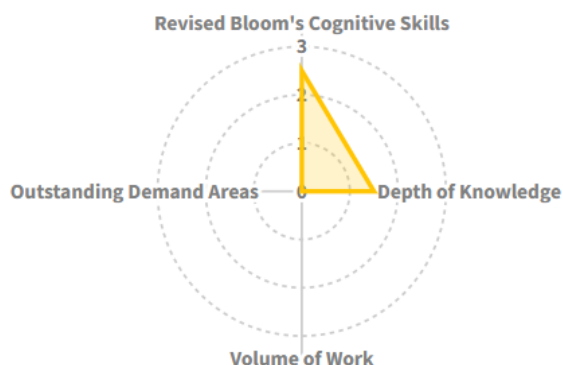 Revised Bloom's Cognitive Skills
3
2
1
Outstanding Demand Areas 0 Depth of Knowledge
Volume of Work